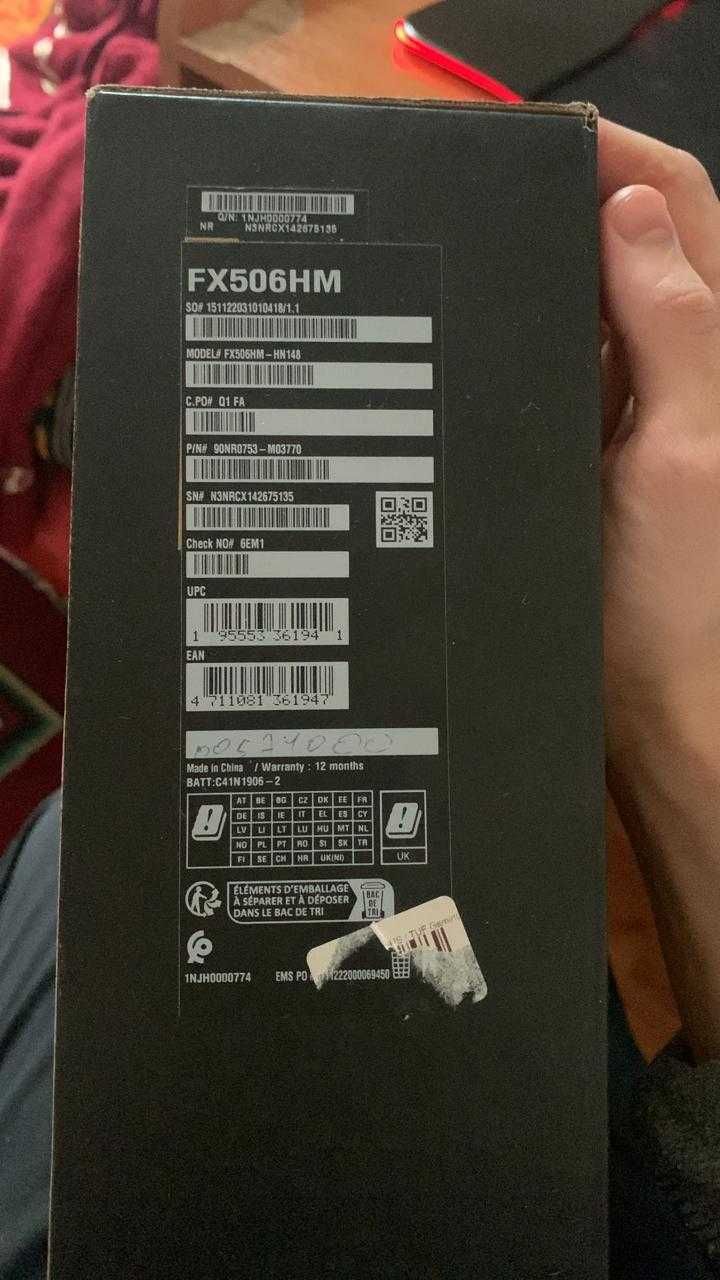 Q/N: 1NJH0000774
NR N3NRCX142675135
FX506HM
SO# 151122031010418/1.1
MODEL# FX506HM-HN148
C.PO# Q1 FA
P/N# 90NR0753-M03770
SN# N3NRCX142675135
Check NO# 6EM1
UPC
1 95553 36194 1
EAN
4 711081 361947
Made in China / Warranty : 12 months
BATT:C41N1906-2
AT BE BG CZ DK EE FR
DE IS IE IT EL ES CY
LV LI LT LU HU MT NL
NO PL PT RO SI SK TR
FI SE CH HR UK(NI)
UK
ÉLÉMENTS D'EMBALLAGE
À SÉPARER ET À DÉPOSER
DANS LE BAC DE TRI
BAC
DE
TRI
1NJH0000774 EMS PO